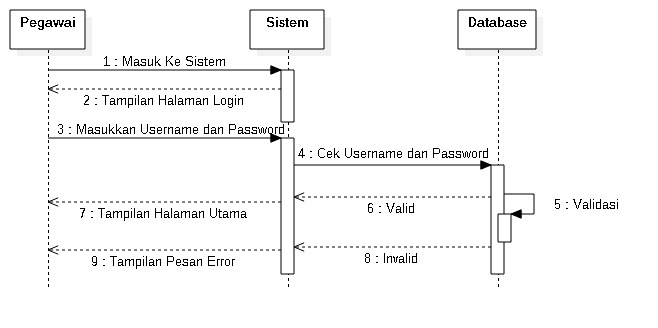 Pegawai
Sistem
Database
1 : Masuk Ke Sistem
2 : Tampilan Halaman Login
3 : Masukkan Username dan Password
4 : Cek Username dan Password
5 : Validasi
6 : Valid
7 : Tampilan Halaman Utama
8 : Invalid
9 : Tampilan Pesan Error